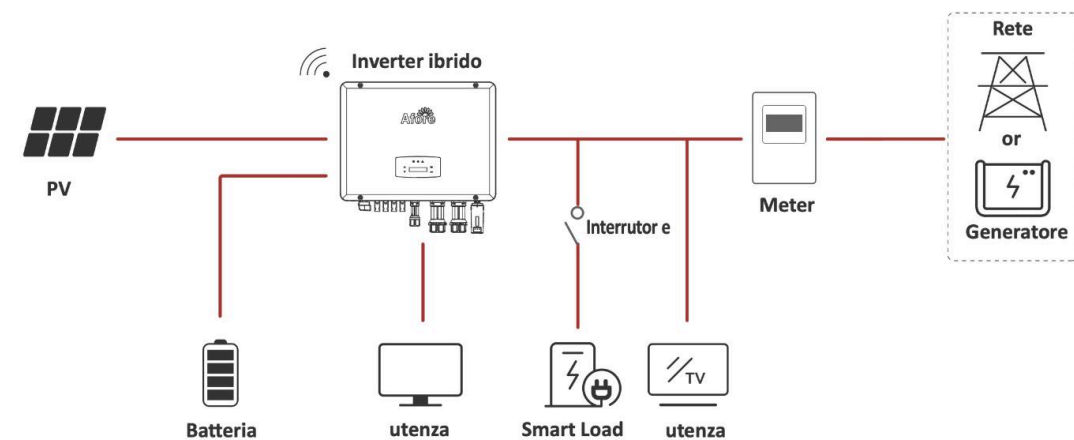 Rete
Inverter ibrido
Afore
or
PV
Meter
Interrutor e
Generatore
TV
Batteria
utenza
Smart Load
utenza